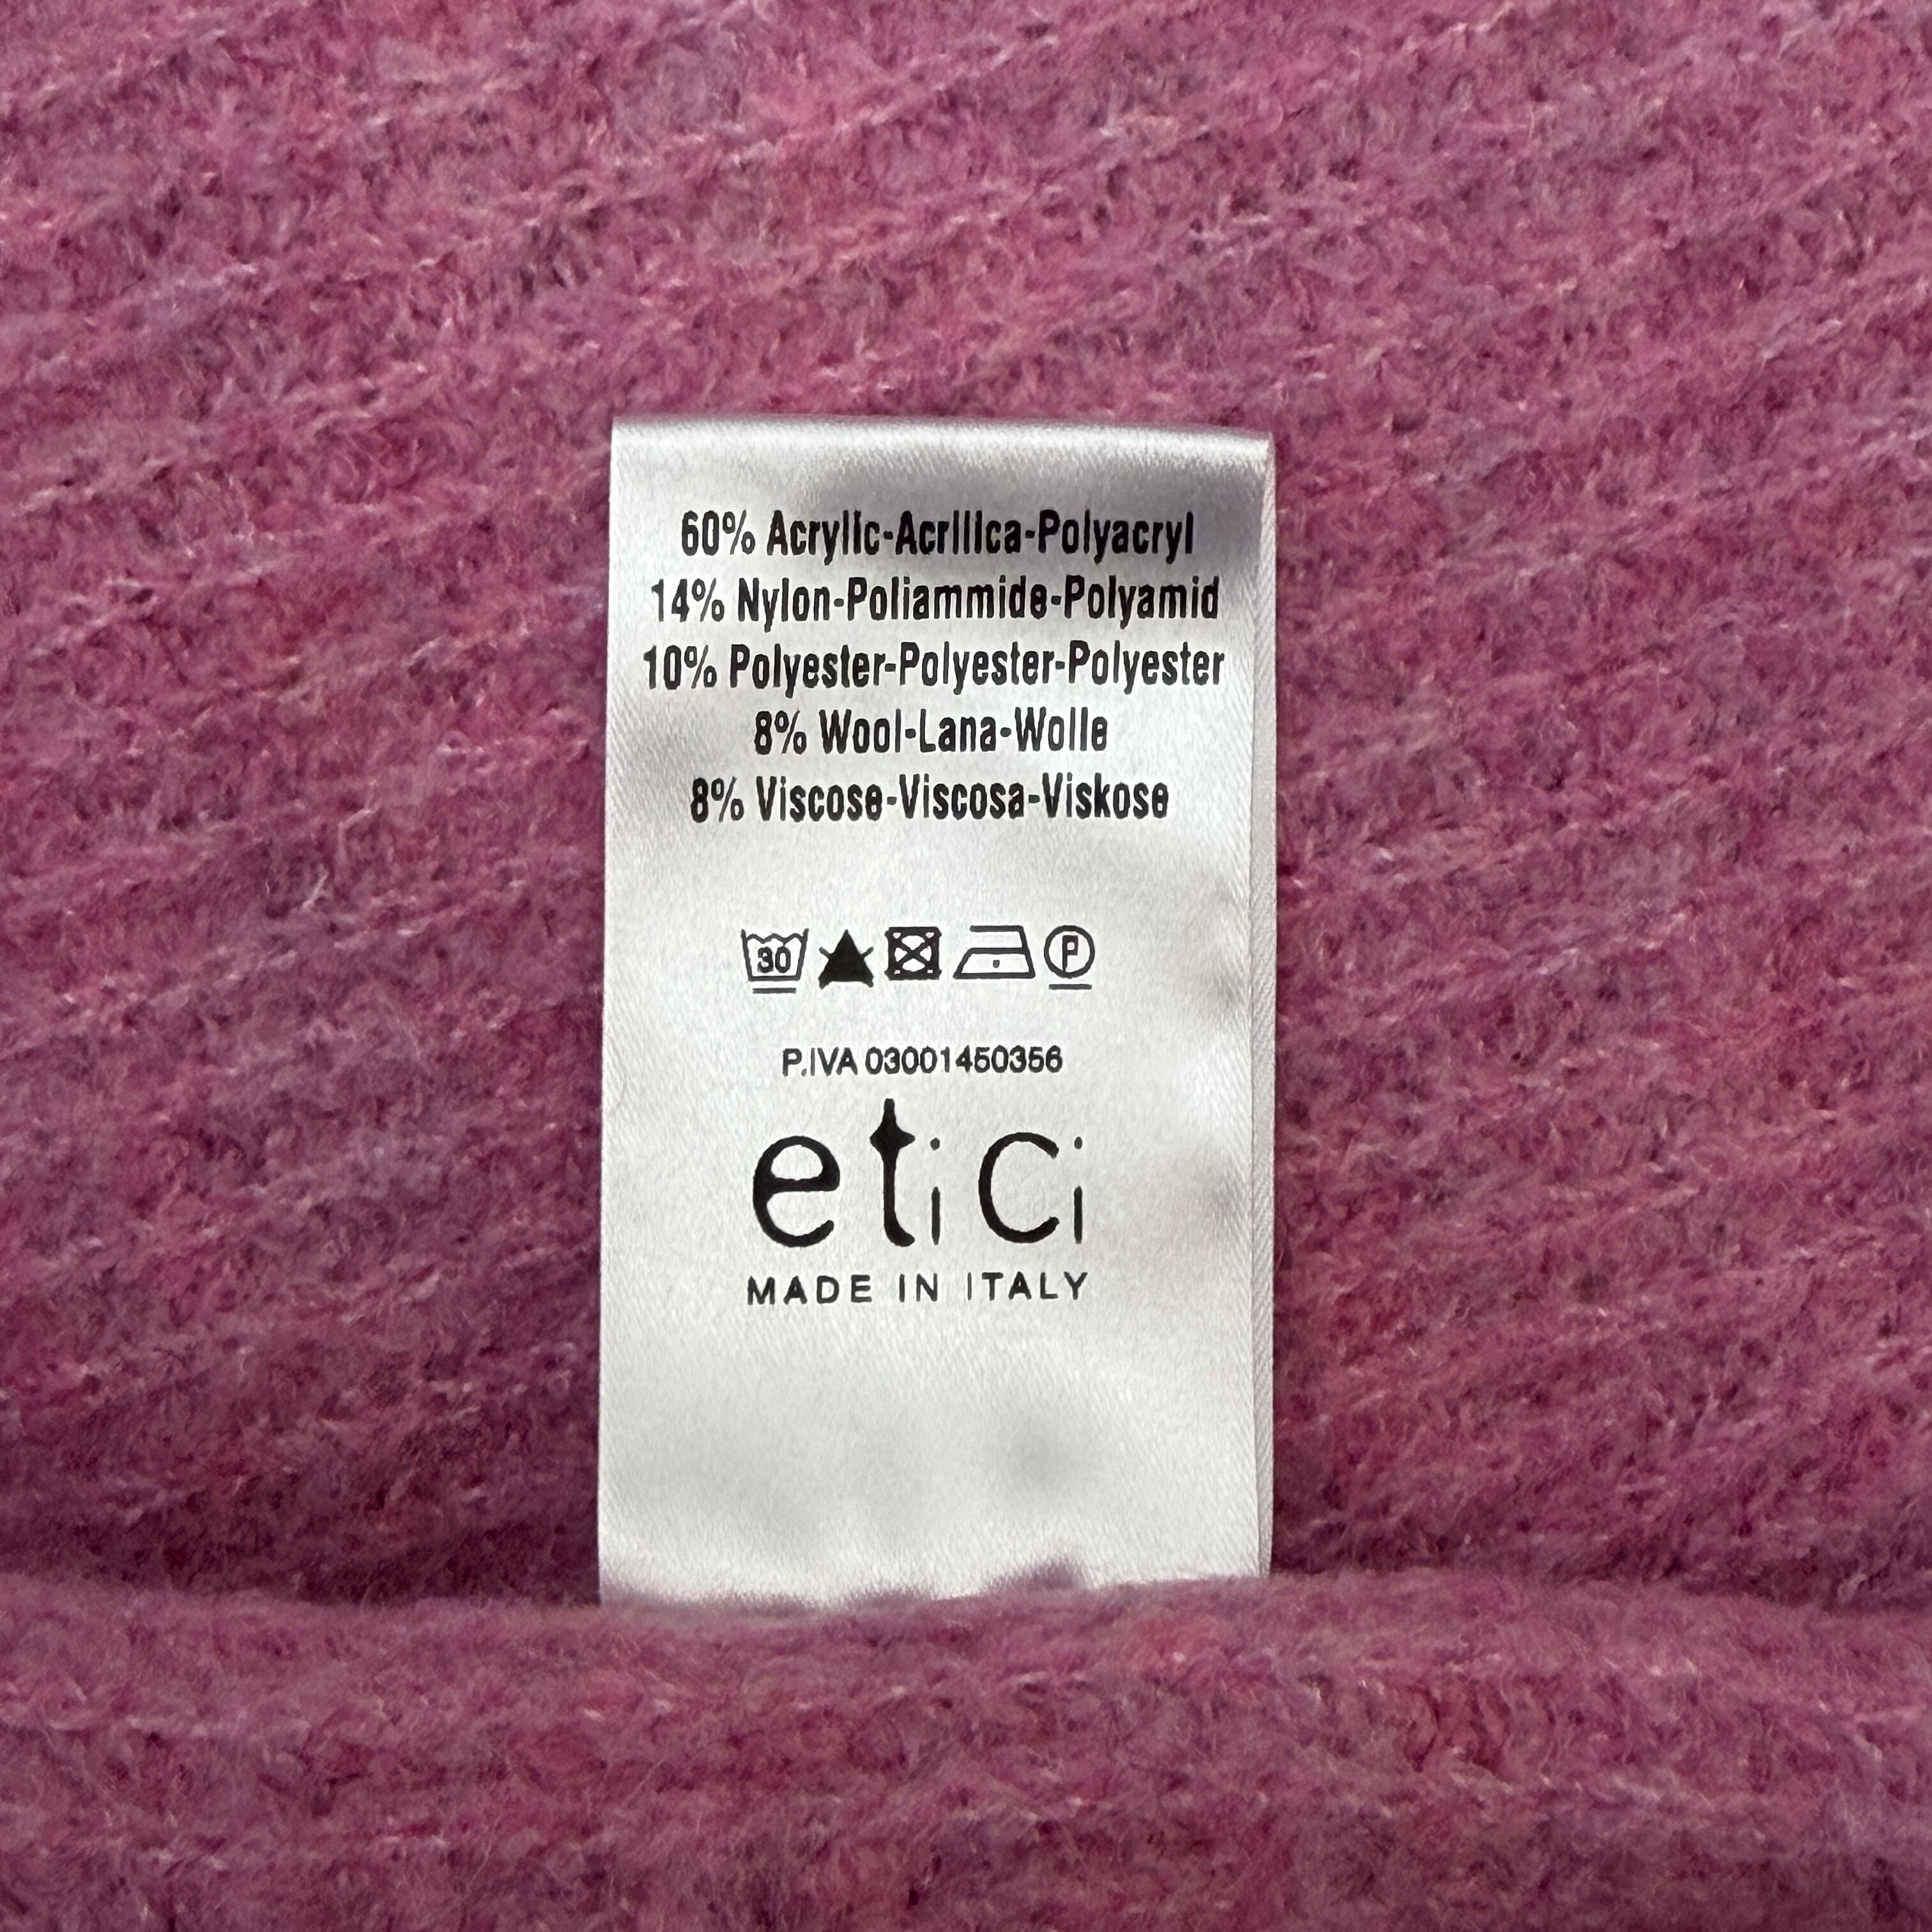 60% Acrylic-Acrilica-Polyacryl
14% Nylon-Poliammide-Polyamid
10% Polyester-Polyester-Polyester
8% Wool-Lana-Wolle
8% Viscose-Viscosa-Viskose
30 P
P.IVA 03001450356
etici
MADE IN ITALY